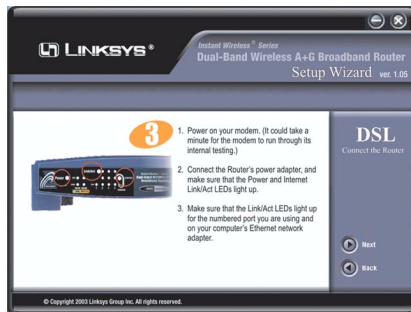 LINKSYS®
Instant Wireless® Series
Dual-Band Wireless A+G Broadband Router
Setup Wizard ver. 1.05
3
1. Power on your modem. (It could take a
minute for the modem to run through its
internal testing.)
2. Connect the Router's power adapter, and
make sure that the Power and Internet
Link/Act LEDs light up.
3. Make sure that the Link/Act LEDs light up
for the numbered port you are using and
on your computer's Ethernet network
adapter.
DSL
Connect the Router
Power
Link/Act
Next
Back
© Copyright 2003 Linksys Group Inc. All rights reserved.